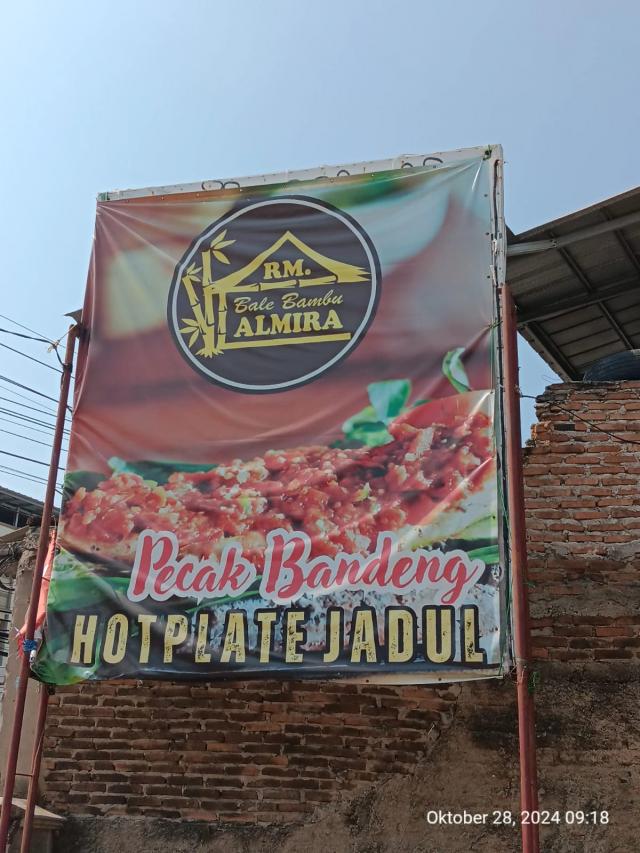 RM.
Bale Bambu
ALMIRA
Pecak Bandeng
HOTPLATE JADUL
Oktober 28, 2024 09:18